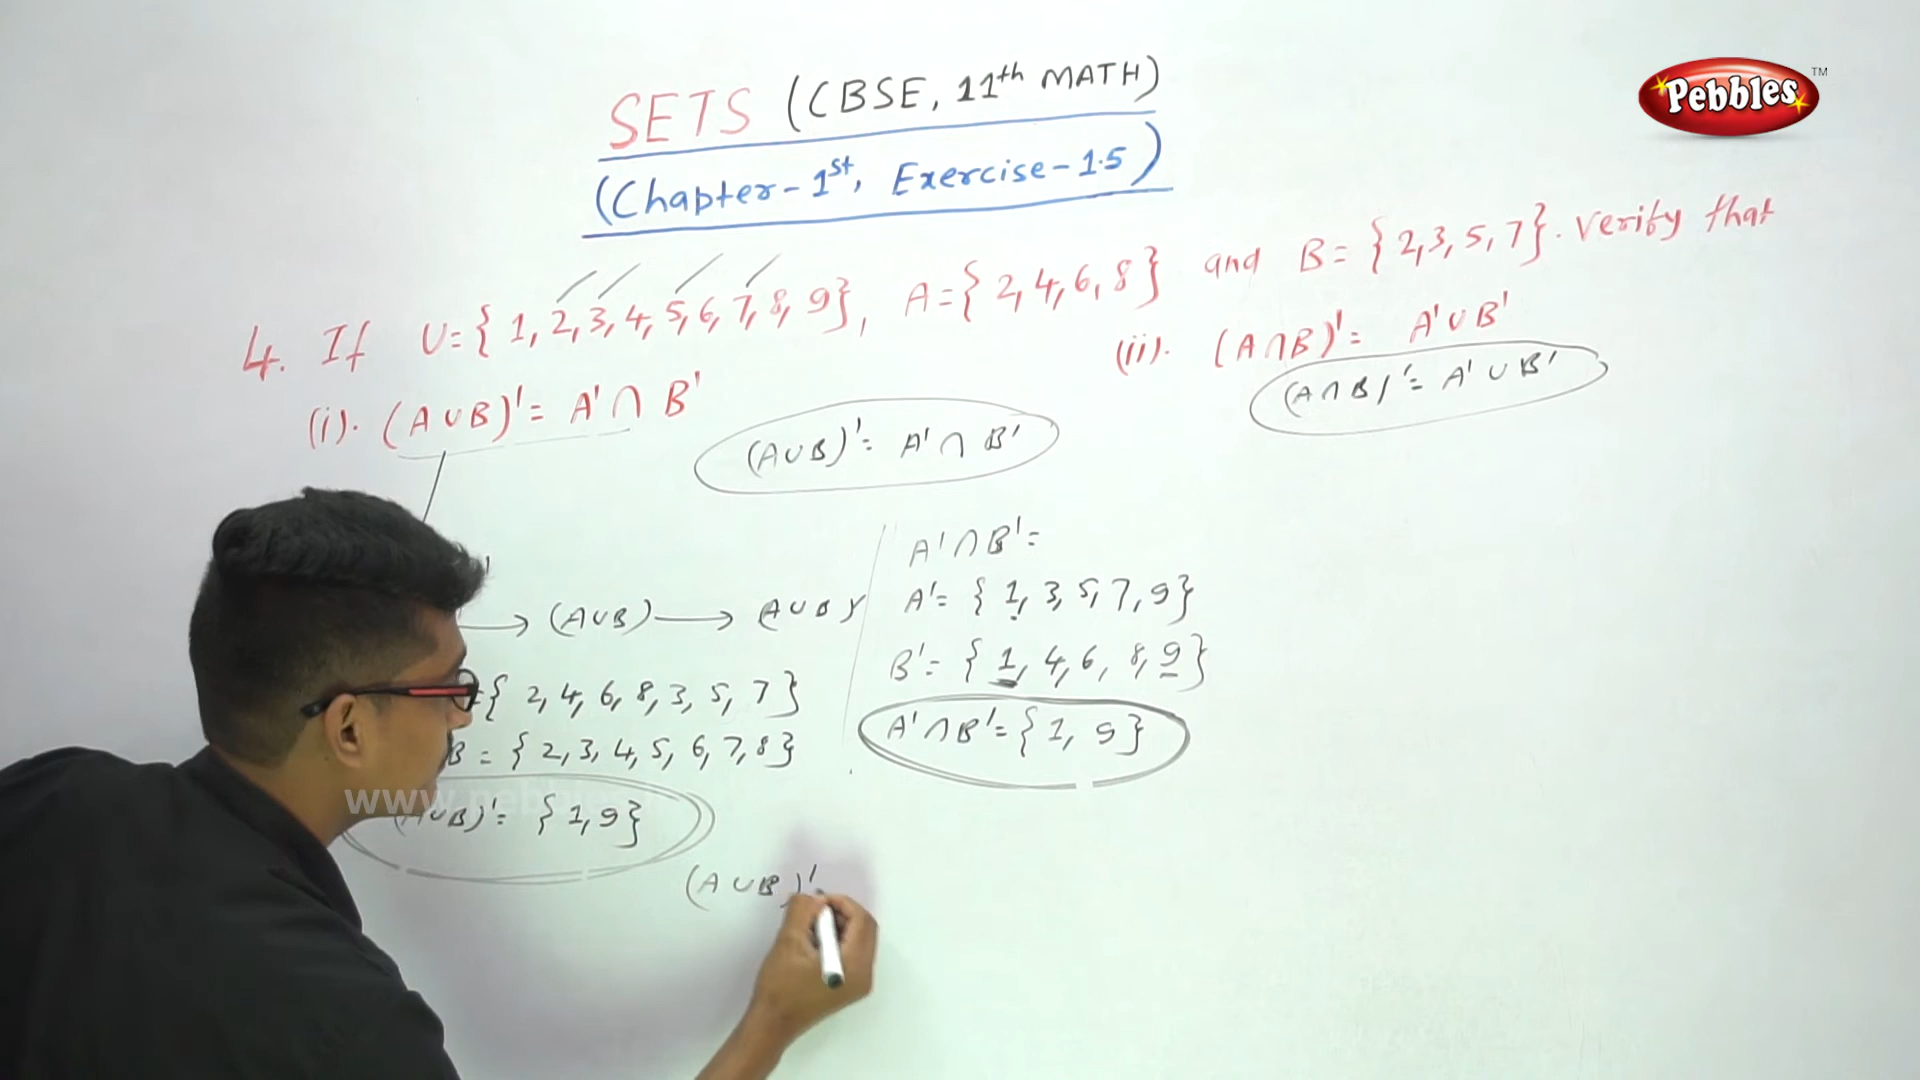 Pebbles TM
SETS (CBSE, 11th MATH)
(Chapter-1st, Exercise-1.5)
4. If U={1, 2, 3, 4, 5, 6, 7, 8, 9}, A={2, 4, 6, 8} and B={2, 3, 5, 7}. Verify that
(i). (A∪B)'= A'∩B'
(ii). (A∩B)'= A'∪B'
(A∪B)'= A'∩B'
(A∩B)'= A'∪B'
→ (A∪B) → (A∪B)'
={2, 4, 6, 8, 3, 5, 7}
B = {2, 3, 4, 5, 6, 7, 8}
∪B)'= {1, 9}
A'∩B'=
A'= {1, 3, 5, 7, 9}
B'= {1, 4, 6, 8, 9}
A'∩B'={1, 9}
(A∪B)'